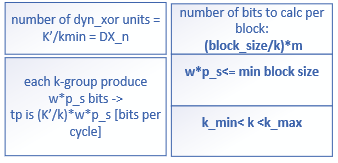 number of dyn_xor units =
K'/kmin = DX_n
each k-group produce
w*p_s bits ->
tp is (K'/k)*w*p_s [bits per
cycle]
number of bits to calc per
block:
(block_size/k)*m
w*p_s<= min block size
k_min< k <k_max